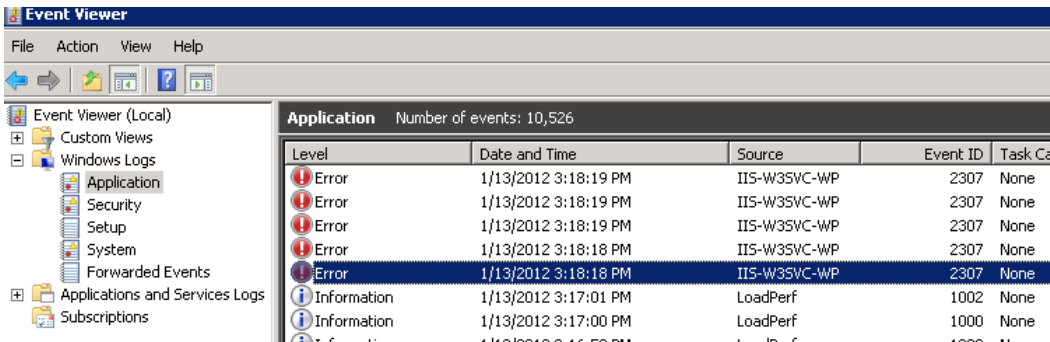 Event Viewer
File Action View Help
Event Viewer (Local)
Custom Views
Windows Logs
Application
Security
Setup
System
Forwarded Events
Applications and Services Logs
Subscriptions
Application Number of events: 10,526
Level Date and Time Source Event ID Task Ca
Error 1/13/2012 3:18:19 PM IIS-W3SVC-WP 2307 None
Error 1/13/2012 3:18:19 PM IIS-W3SVC-WP 2307 None
Error 1/13/2012 3:18:19 PM IIS-W3SVC-WP 2307 None
Error 1/13/2012 3:18:18 PM IIS-W3SVC-WP 2307 None
Error 1/13/2012 3:18:18 PM IIS-W3SVC-WP 2307 None
Information 1/13/2012 3:17:01 PM LoadPerf 1002 None
Information 1/13/2012 3:17:00 PM LoadPerf 1000 None